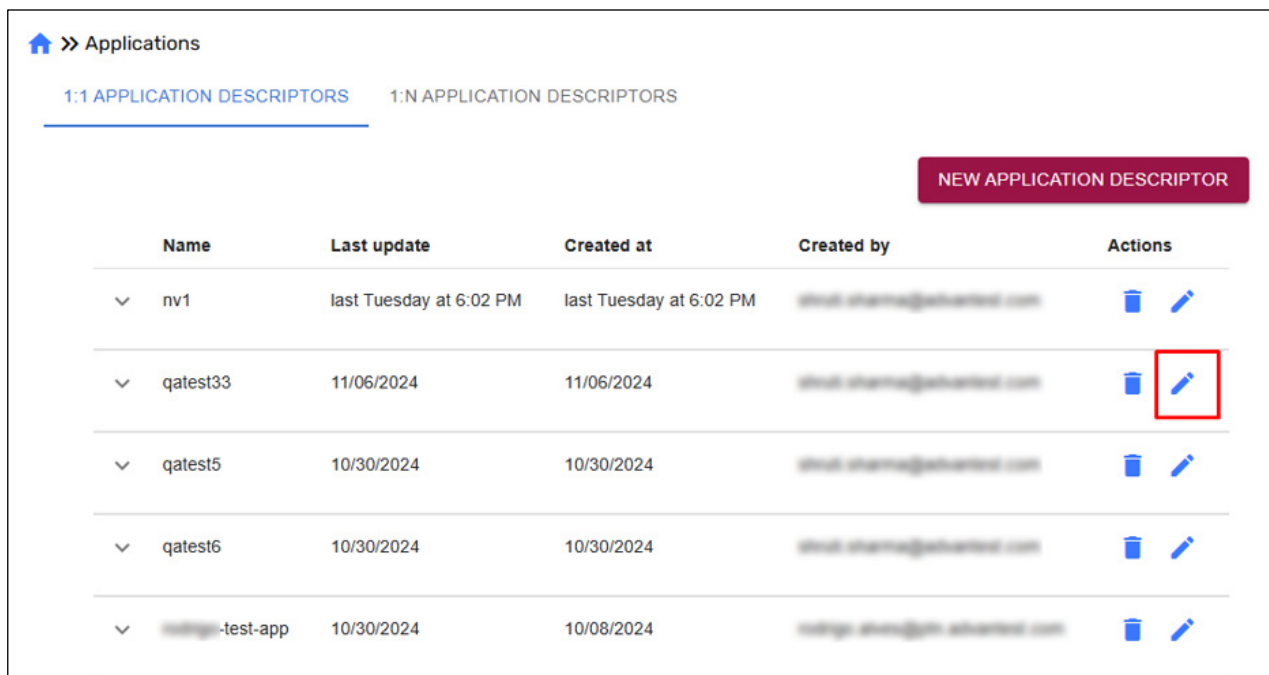 Applications
1:1 APPLICATION DESCRIPTORS 1:N APPLICATION DESCRIPTORS
NEW APPLICATION DESCRIPTOR
Name Last update Created at Created by Actions
nv1 last Tuesday at 6:02 PM last Tuesday at 6:02 PM
qatest33 11/06/2024 11/06/2024
qatest5 10/30/2024 10/30/2024
qatest6 10/30/2024 10/30/2024
-test-app 10/30/2024 10/08/2024